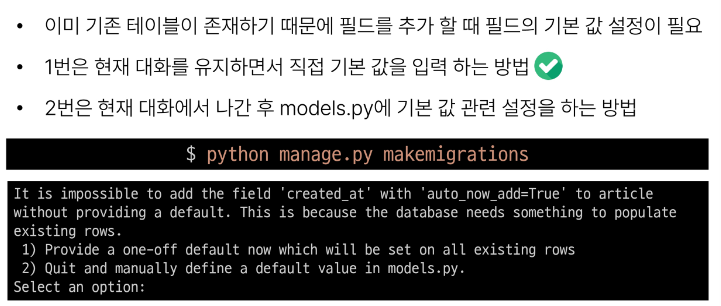 • 이미 기존 테이블이 존재하기 때문에 필드를 추가 할 때 필드의 기본 값 설정이 필요
• 1번은 현재 대화를 유지하면서 직접 기본 값을 입력 하는 방법
• 2번은 현재 대화에서 나간 후 models.py에 기본 값 관련 설정을 하는 방법
$ python manage.py makemigrations
It is impossible to add the field 'created_at' with 'auto_now_add=True' to article
without providing a default. This is because the database needs something to populate
existing rows.
1) Provide a one-off default now which will be set on all existing rows
2) Quit and manually define a default value in models.py.
Select an option: